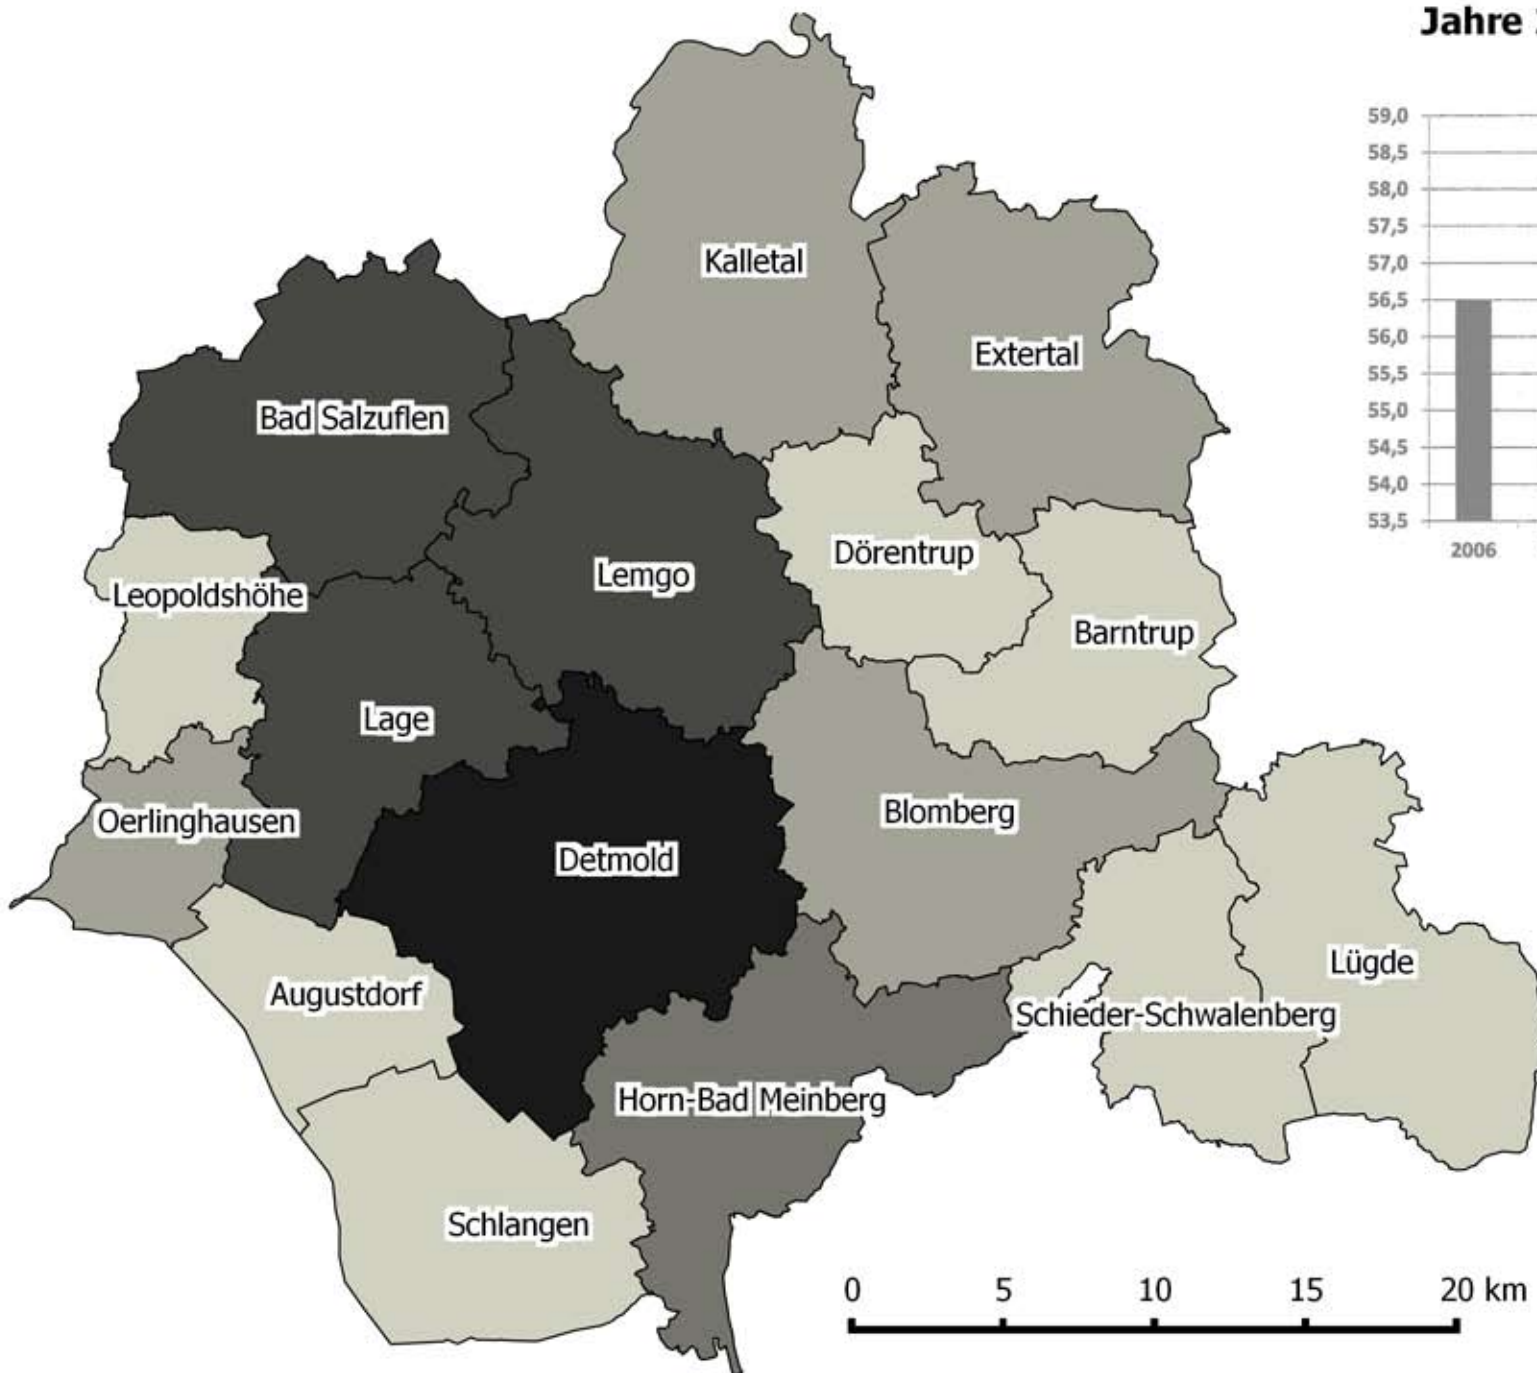 Jahre
59,0
58,5
58,0
57,5
57,0
56,5
56,0
55,5
55,0
54,5
54,0
53,5
2006
Kalletal
Extertal
Bad Salzuflen
Dörentrup
Lemgo
Leopoldshöhe
Barntrup
Lage
Oerlinghausen
Blomberg
Detmold
Lügde
Augustdorf
Schieder-Schwalenberg
Horn-Bad Meinberg
Schlangen
0 5 10 15 20 km